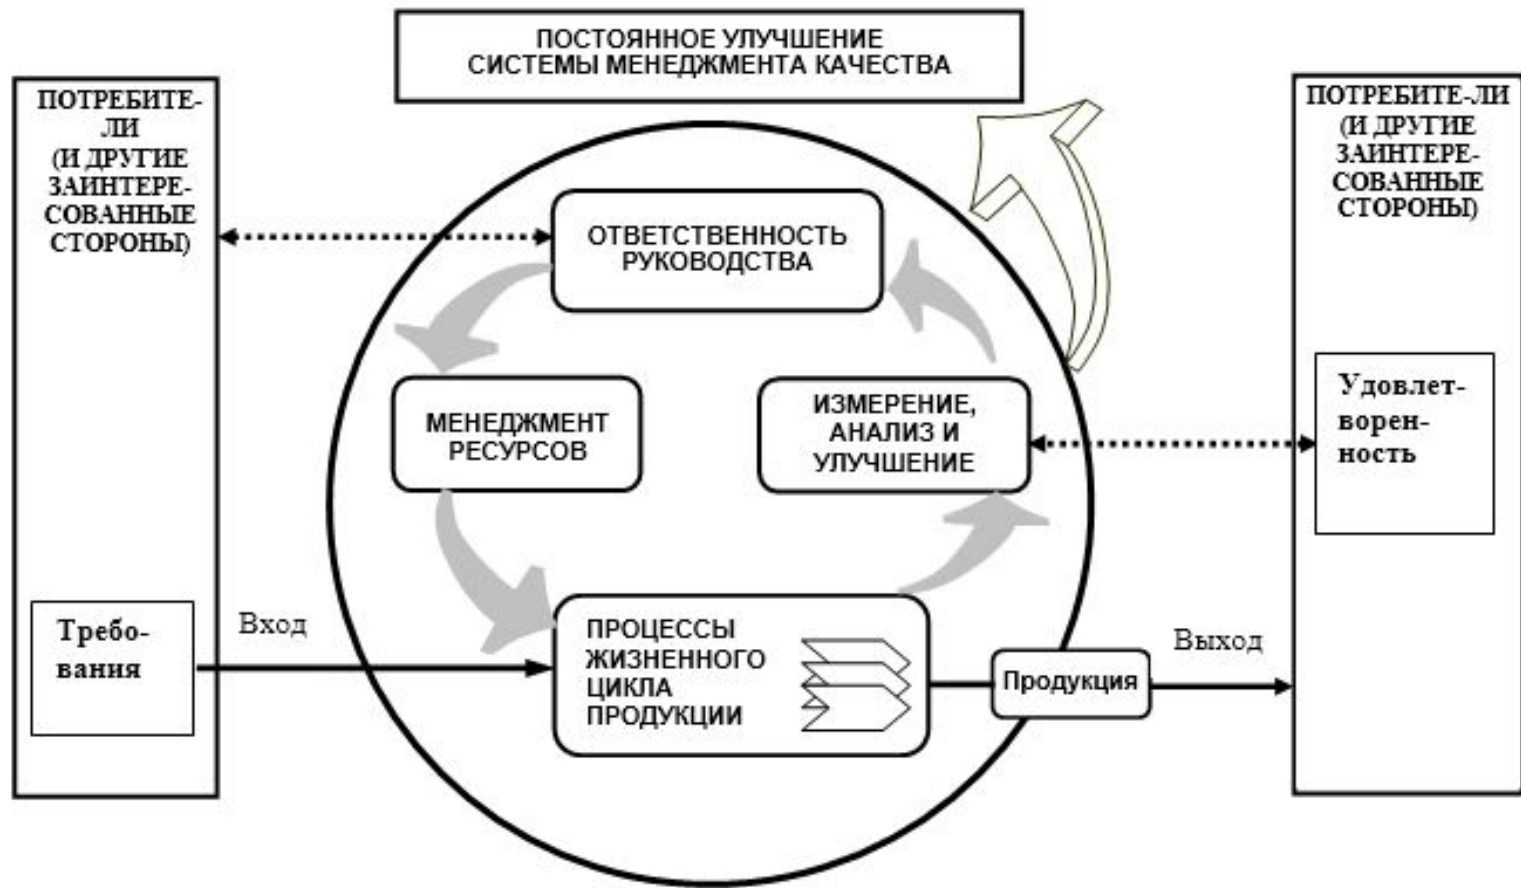 ПОСТОЯННОЕ УЛУЧШЕНИЕ
СИСТЕМЫ МЕНЕДЖМЕНТА КАЧЕСТВА
ПОТРЕБИТЕ-
ЛИ
(И ДРУГИЕ
ЗАИНТЕРЕ-
СОВАННЫЕ
СТОРОНЫ)
Требо-
вания
Вход
ОТВЕТСТВЕННОСТЬ
РУКОВОДСТВА
МЕНЕДЖМЕНТ
РЕСУРСОВ
ИЗМЕРЕНИЕ,
АНАЛИЗ И
УЛУЧШЕНИЕ
ПРОЦЕССЫ
ЖИЗНЕННОГО
ЦИКЛА
ПРОДУКЦИИ
Продукция
Выход
ПОТРЕБИТЕ-ЛИ
(И ДРУГИЕ
ЗАИНТЕРЕ-
СОВАННЫЕ
СТОРОНЫ)
Удовлет-
ворен-
ность